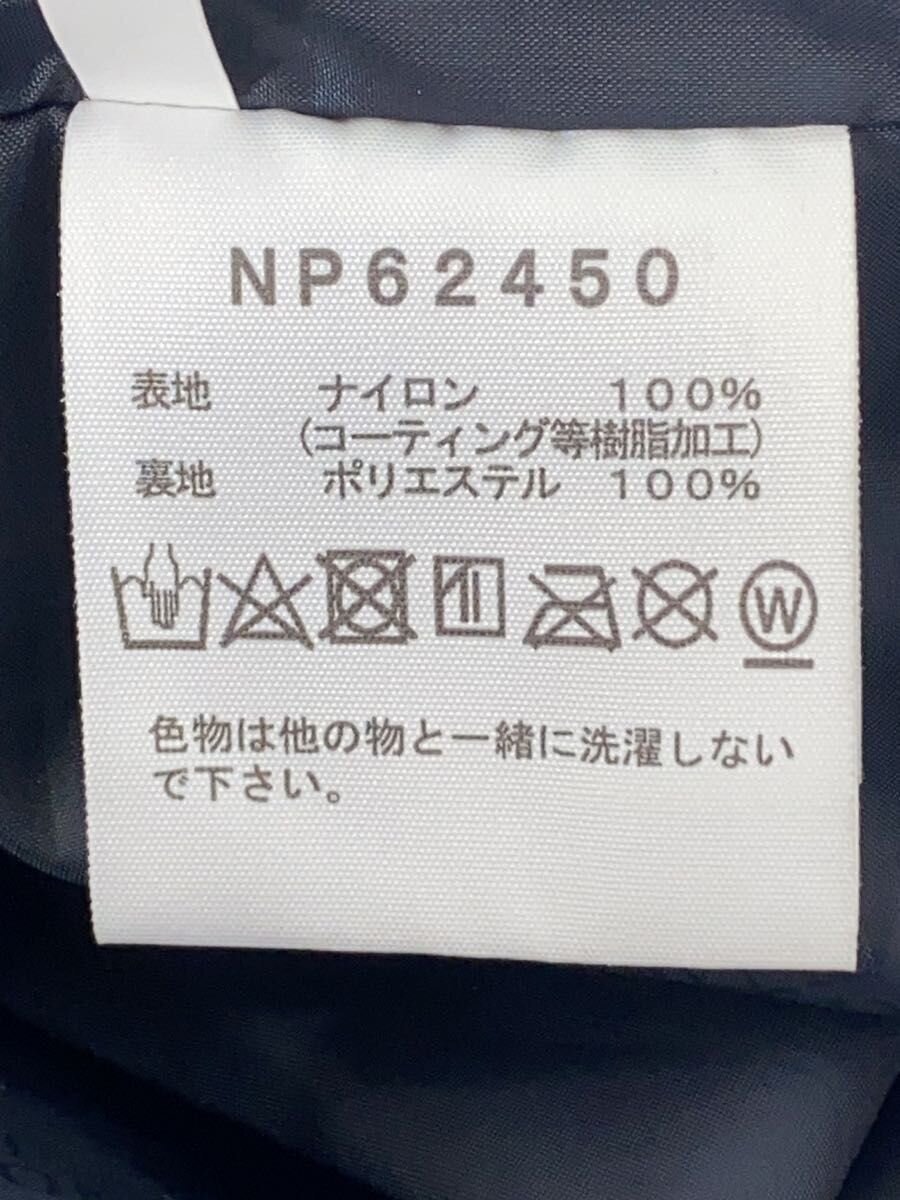 NP62450
表地 ナイロン 100%
(コーティング等樹脂加工)
裏地 ポリエステル 100%
W
色物は他の物と一緒に洗濯しない
で下さい。